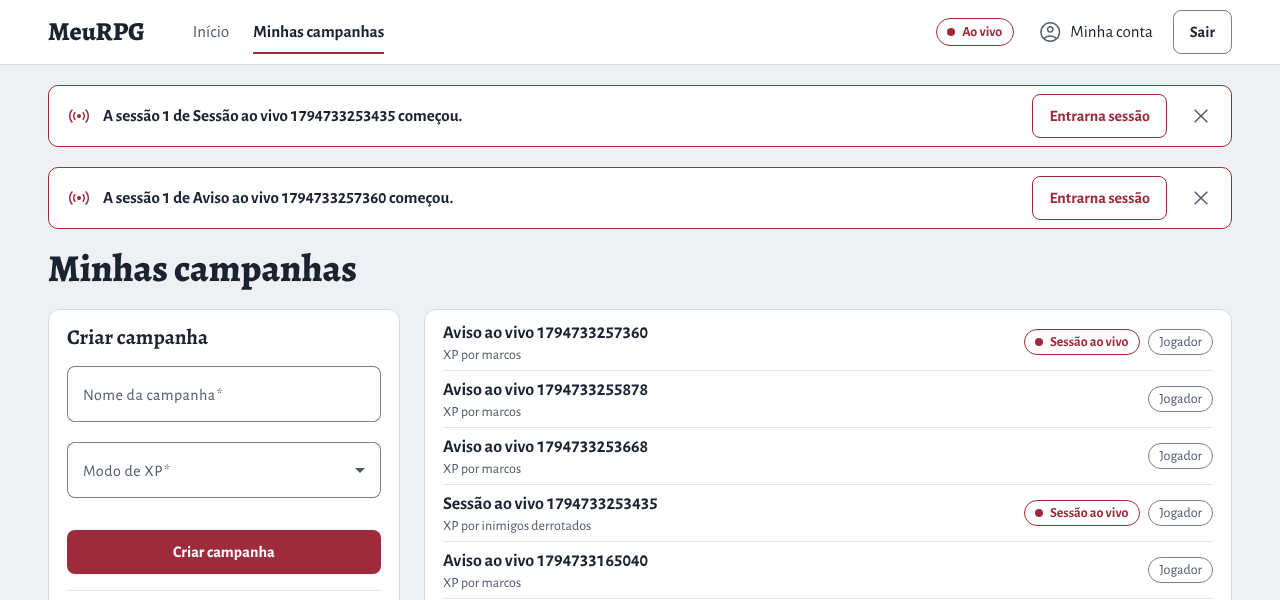 MeuRPG
Início
Minhas campanhas
Ao vivo
Minha conta
Sair
A sessão 1 de Sessão ao vivo 1794733253435 começou.
Entrarna sessão
A sessão 1 de Aviso ao vivo 1794733257360 começou.
Entrarna sessão
Minhas campanhas
Criar campanha
Nome da campanha*
Modo de XP*
Criar campanha
Aviso ao vivo 1794733257360
XP por marcos
Sessão ao vivo
Jogador
Aviso ao vivo 1794733255878
XP por marcos
Jogador
Aviso ao vivo 1794733253668
XP por marcos
Jogador
Sessão ao vivo 1794733253435
XP por inimigos derrotados
Sessão ao vivo
Jogador
Aviso ao vivo 1794733165040
XP por marcos
Jogador